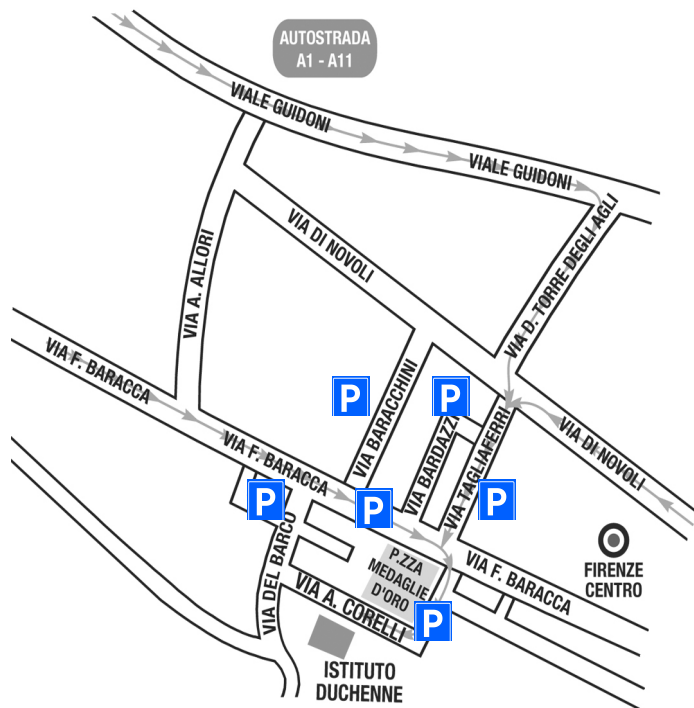 AUTOSTRADA
A1 - A11
VIALE GUIDONI
VIALE GUIDONI
VIA D. TORRE DEGLI AGLI
VIA DI NOVOLI
VIA A. ALLORI
VIA F. BARACCA
P
P
VIA BARACCHINI
VIA BARDAZZI
VIA TAGLIAFERRI
VIA DI NOVOLI
VIA F. BARACCA
P
P
P
VIA DEL BARCO
P.ZZA
MEDAGLIE
D'ORO
VIA F. BARACCA
FIRENZE
CENTRO
VIA A. CORELLI
P
ISTITUTO
DUCHENNE